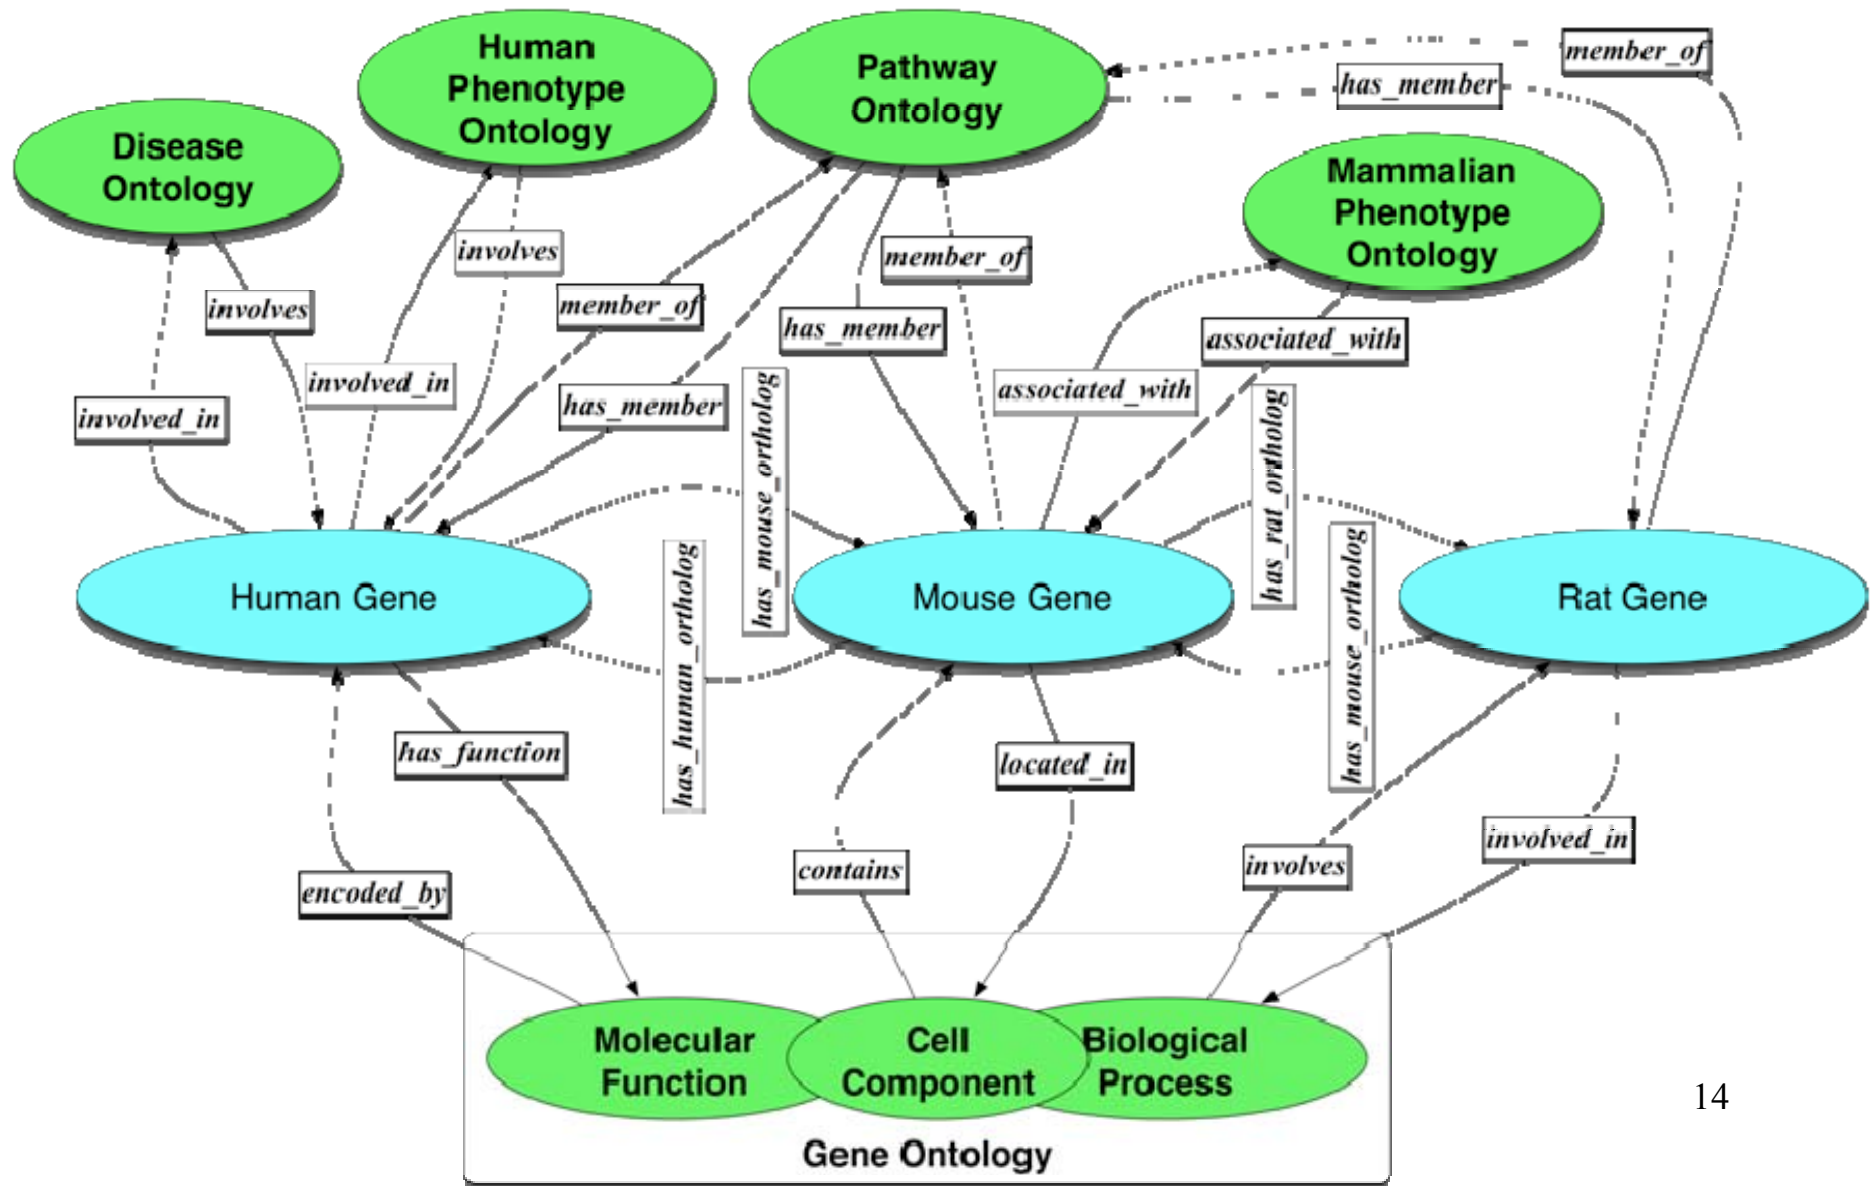 Human
Phenotype
Ontology
Pathway
Ontology
member_of
has_member
Disease
Ontology
Mammalian
Phenotype
Ontology
involves
member_of
involves
member_of
has_member
associated_with
involved_in
associated_with
has_member
involved_in
has_mouse_ortholog
has_rat_ortholog
has_human_ortholog
has_mouse_ortholog
Human Gene
Mouse Gene
Rat Gene
has_function
located_in
involved_in
encoded_by
contains
involves
Molecular
Function
Cell
Component
Biological
Process
Gene Ontology
14